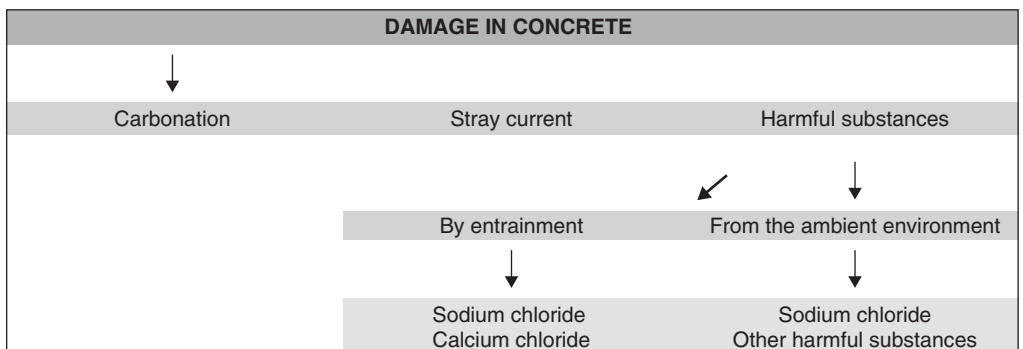 DAMAGE IN CONCRETE
Carbonation Stray current Harmful substances
By entrainment From the ambient environment
Sodium chloride Sodium chloride
Calcium chloride Other harmful substances